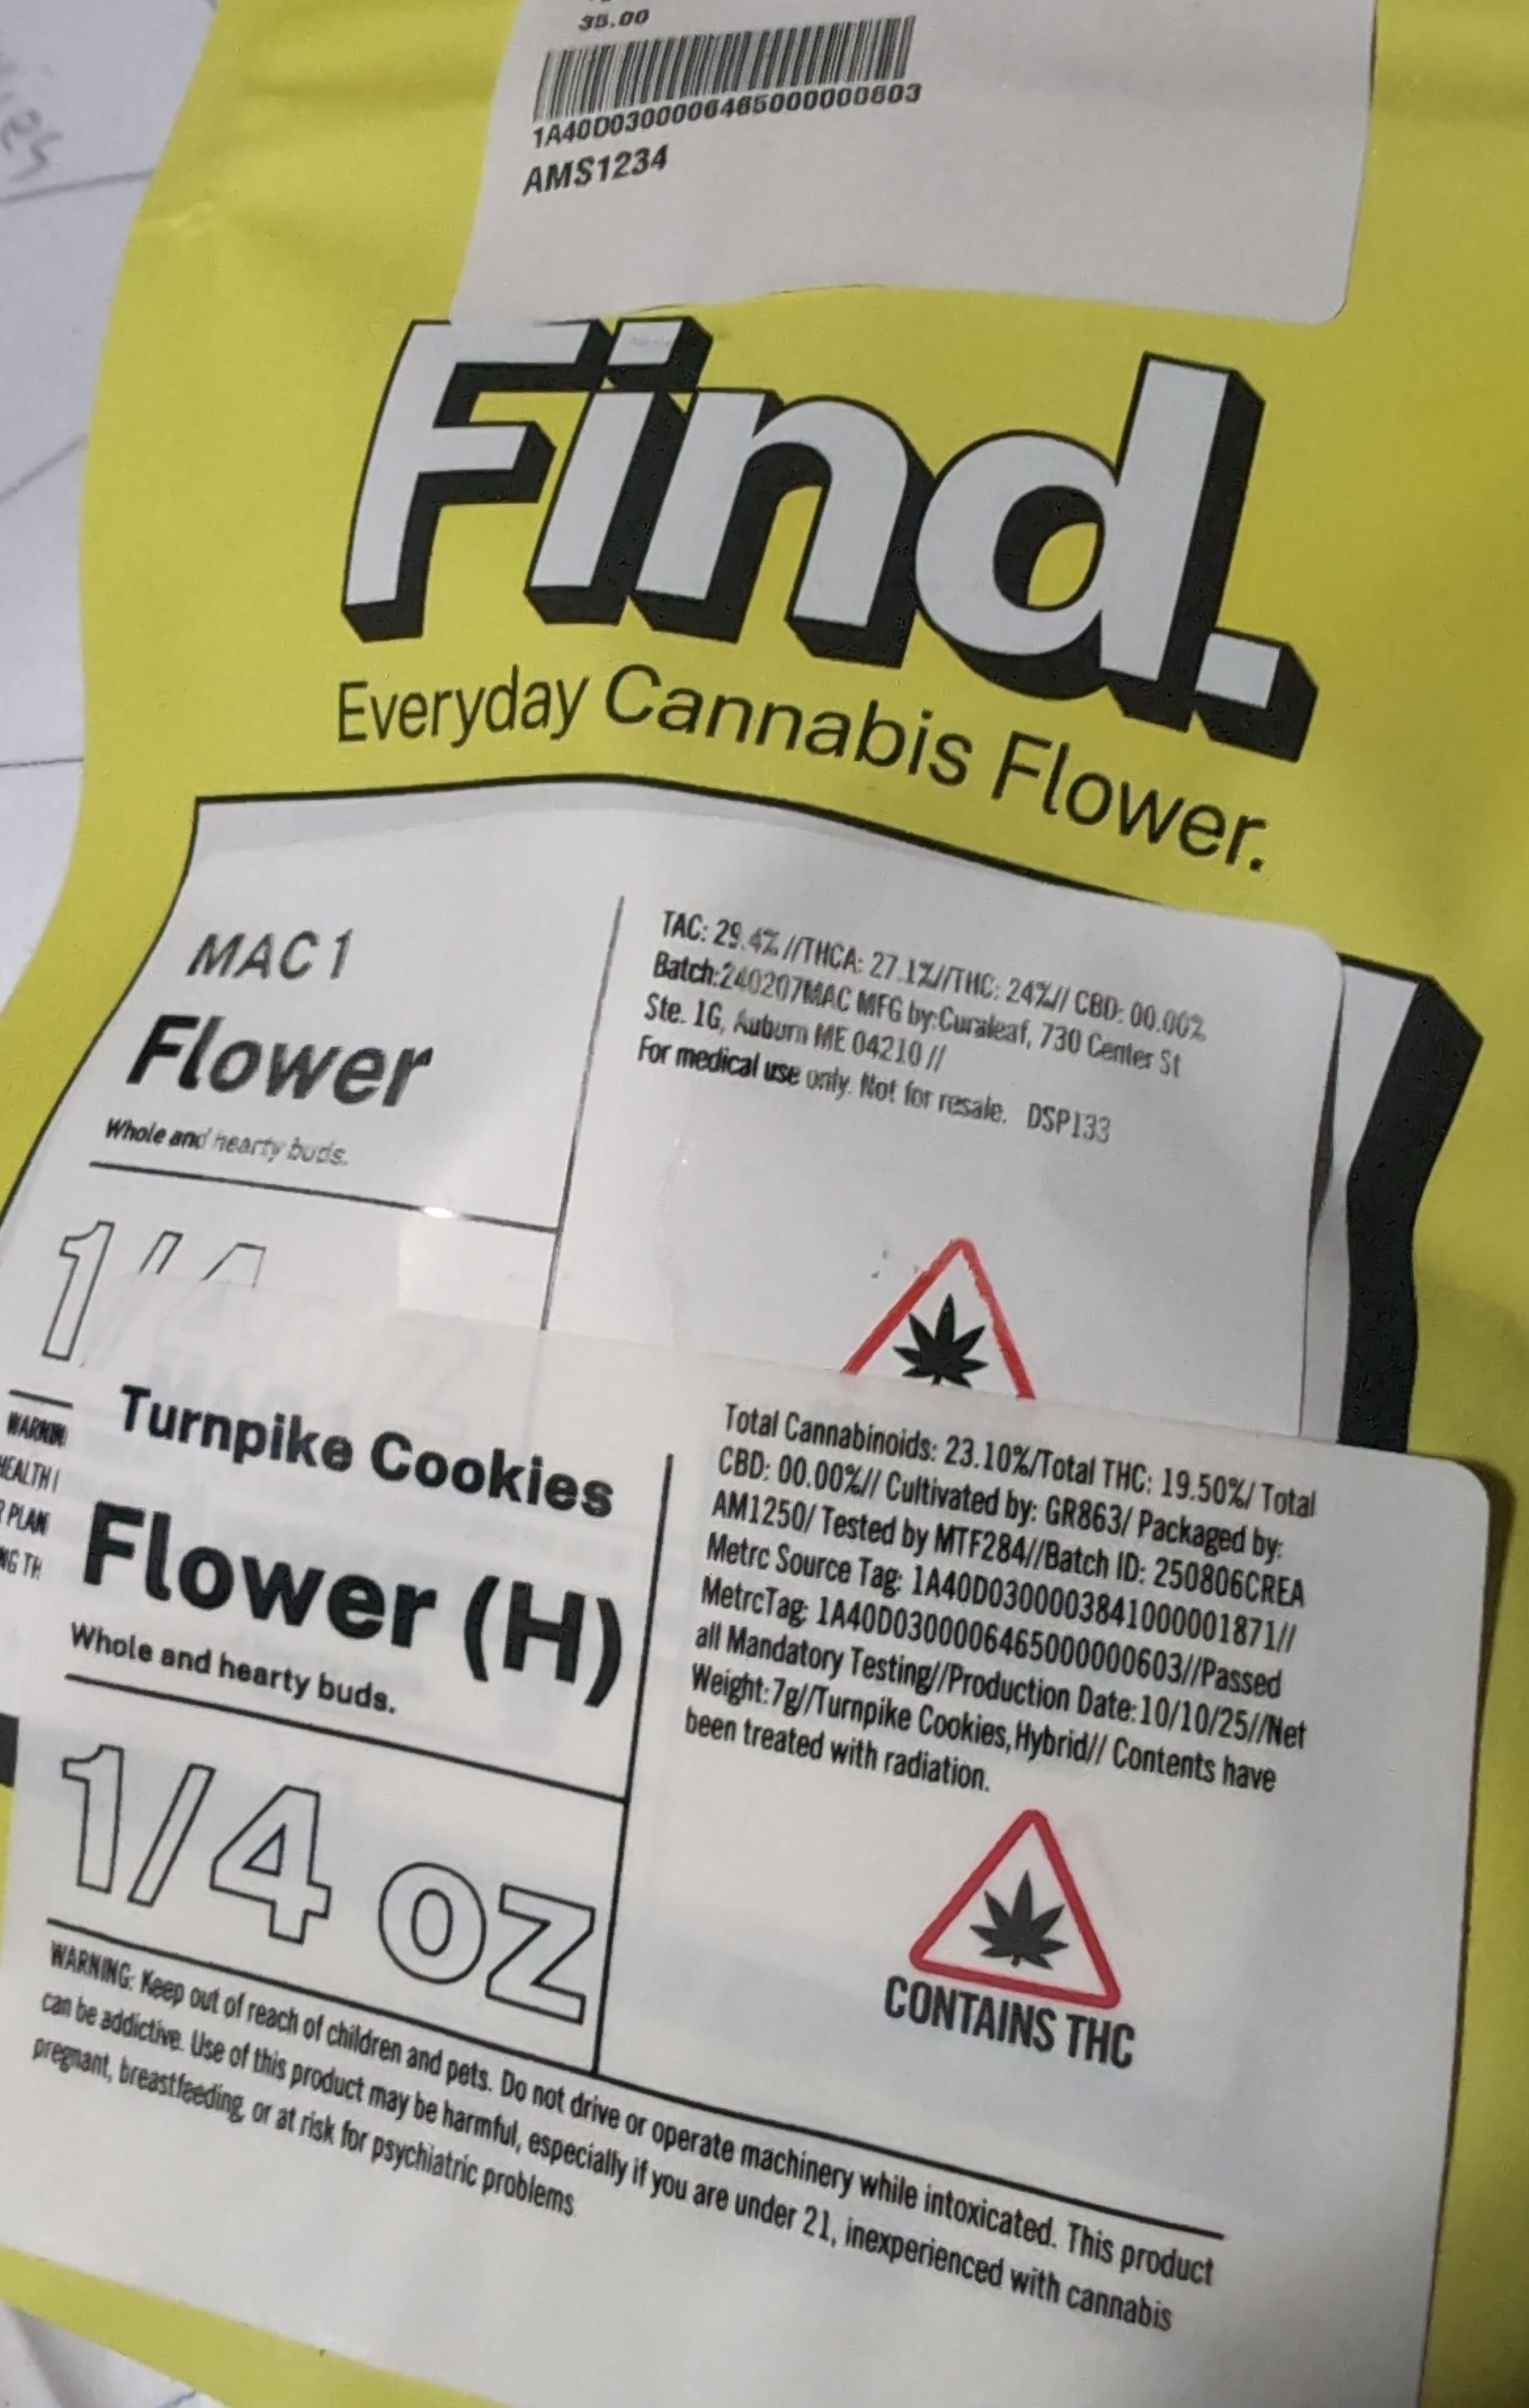 35.00
1A40D0300006465000000603
AMS1234
Find.
Everyday Cannabis Flower.
MAC 1
Flower
Whole and hearty buds.
1/4
TAC: 29.4% //THCA: 27.1%//THC: 24%// CBD: 00.00%
Batch:240207MAC MFG by:Curaleaf, 730 Center St
Ste. 1G, Auburn ME 04210 //
For medical use only. Not for resale. DSP133
WARNIN
HEALTH
PLAN
NG TH
Turnpike Cookies
Flower (H)
Whole and hearty buds.
1/4 oz
Total Cannabinoids: 23.10%/Total THC: 19.50%/ Total
CBD: 00.00%// Cultivated by: GR863/ Packaged by:
AM1250/ Tested by MTF284//Batch ID: 250806CREA
Metrc Source Tag: 1A40D0300003841000001871//
MetrcTag: 1A40D0300006465000000603//Passed
all Mandatory Testing//Production Date:10/10/25//Net
Weight:7g//Turnpike Cookies, Hybrid// Contents have
been treated with radiation.
CONTAINS THC
WARNING: Keep out of reach of children and pets. Do not drive or operate machinery while intoxicated. This product
can be addictive. Use of this product may be harmful, especially if you are under 21, inexperienced with cannabis
pregnant, breastfeeding, or at risk for psychiatric problems